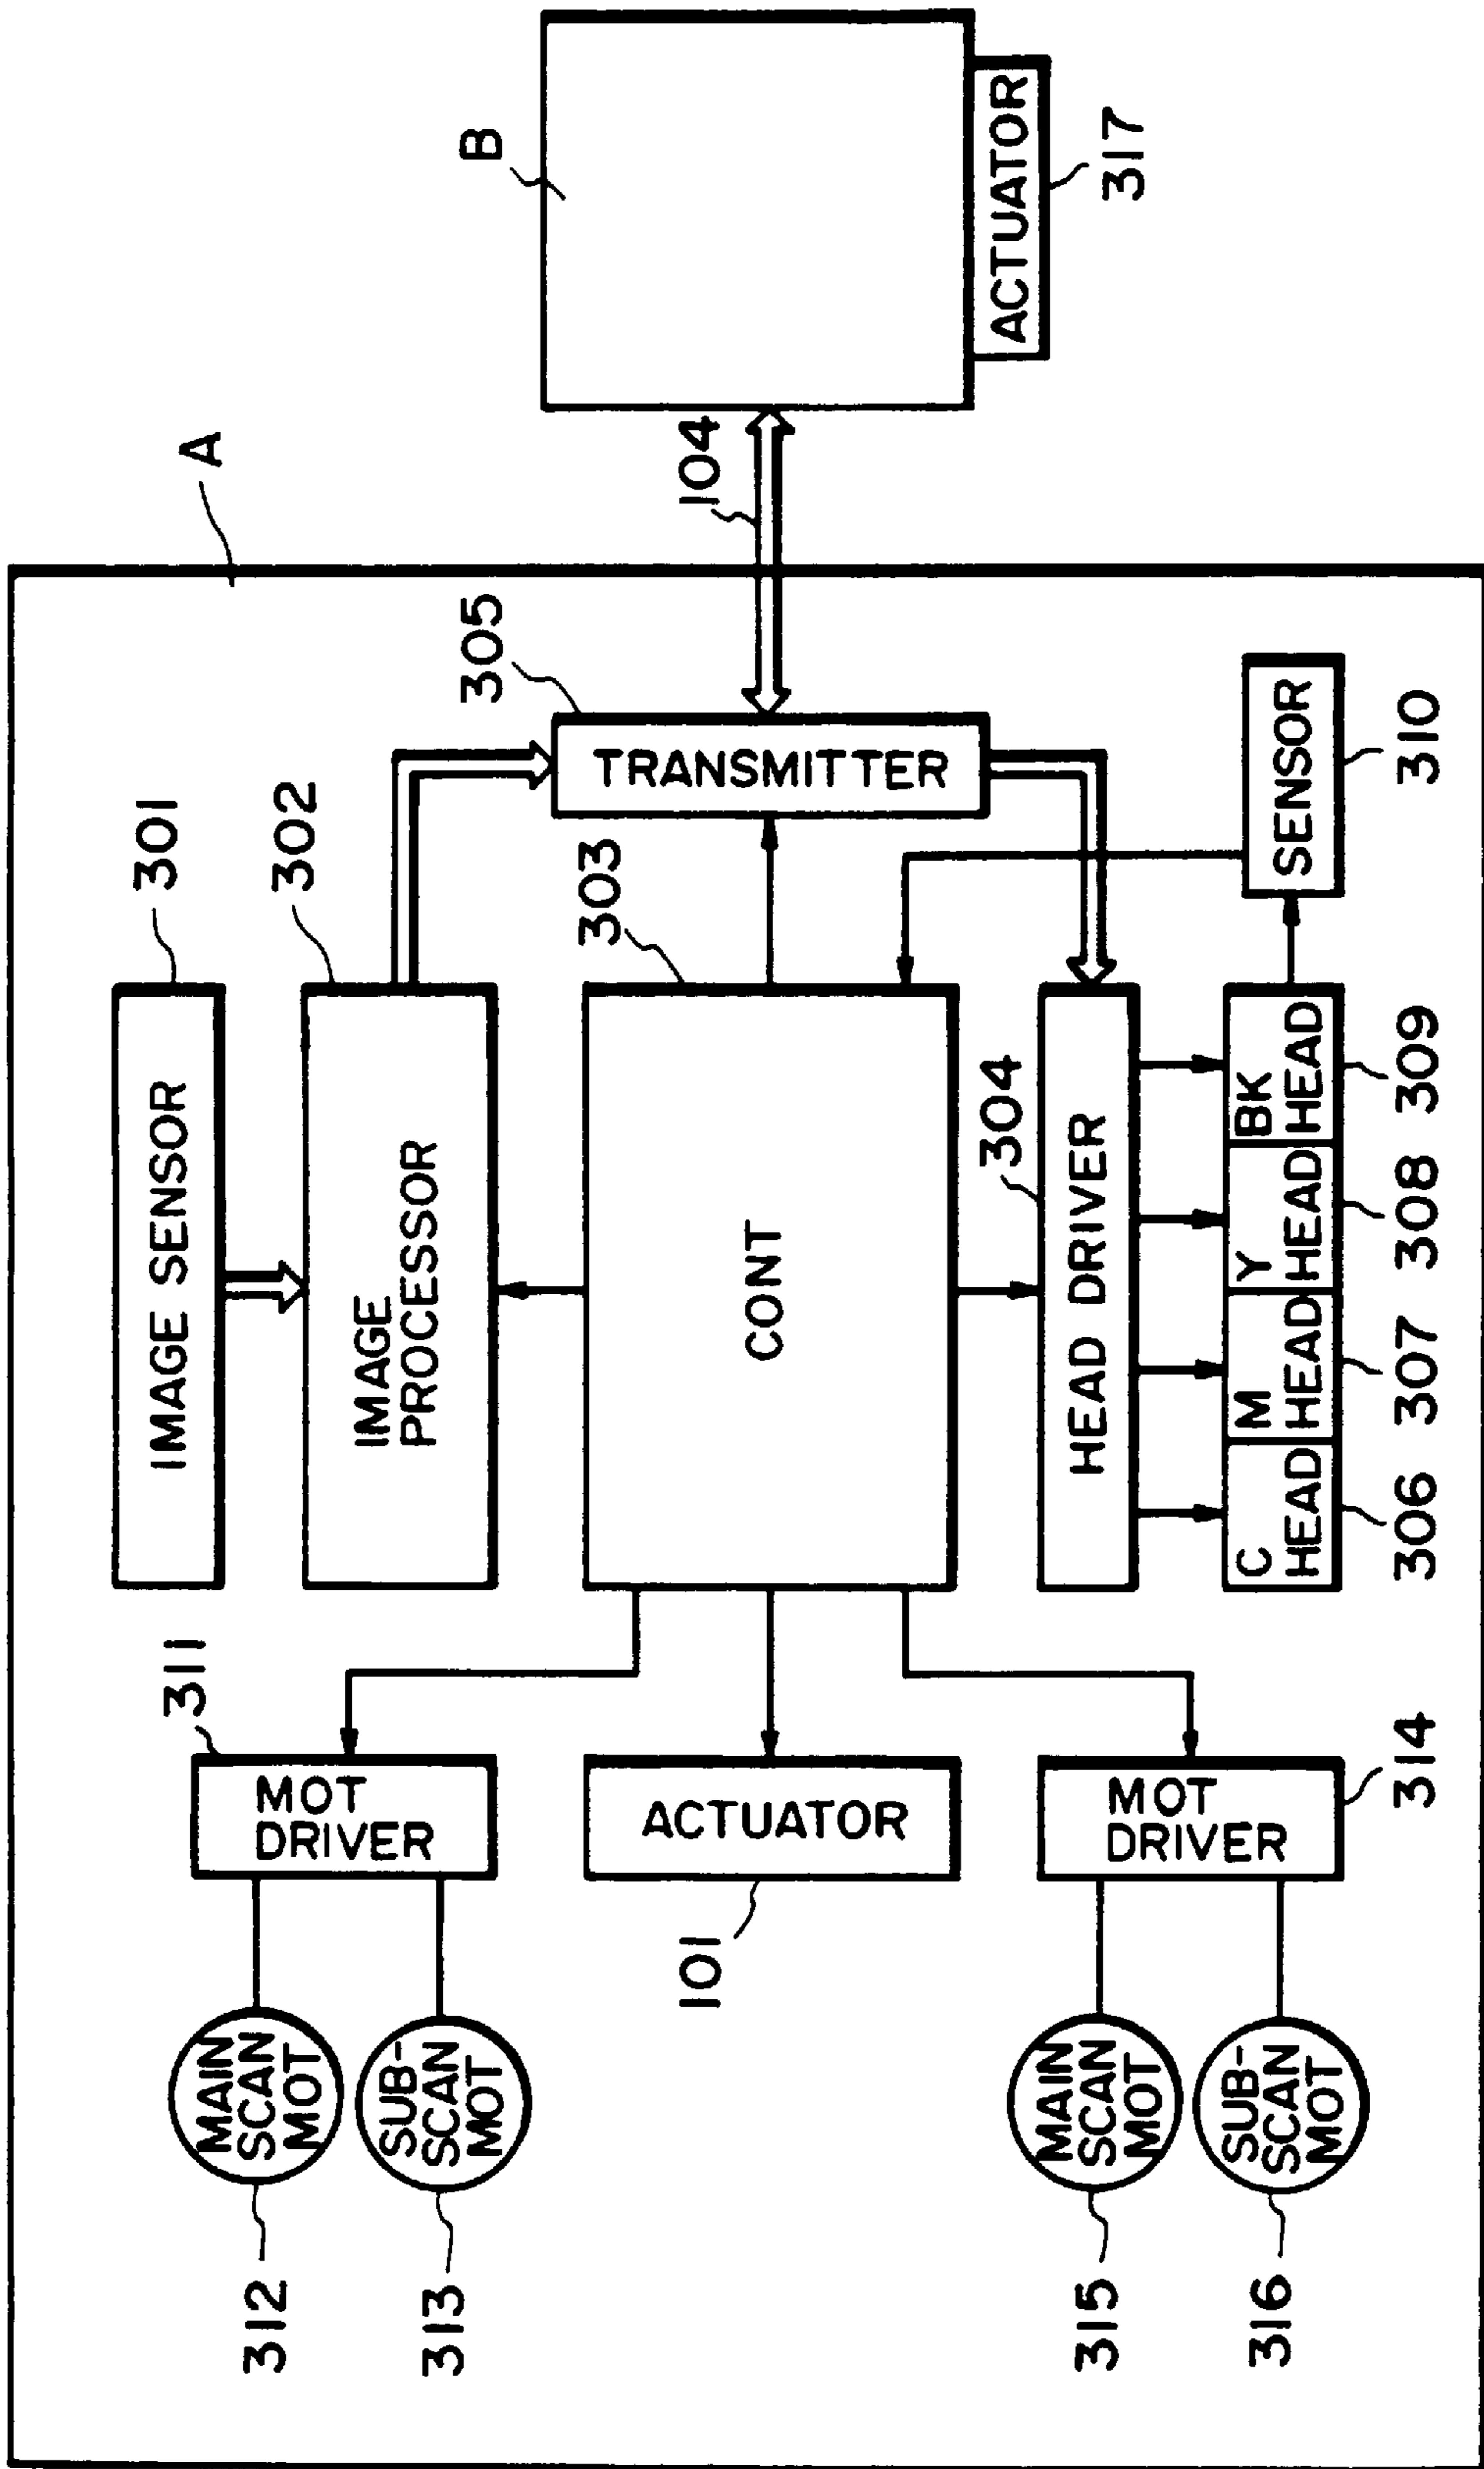 A
B
ACTUATOR
317
104
301
IMAGE SENSOR
302
IMAGE
PROCESSOR
305
TRANSMITTER
303
CONT
304
HEAD DRIVER
C
HEAD
M
HEAD
Y
HEAD
BK
HEAD
306
307
308
309
SENSOR
310
311
MOT
DRIVER
MAIN
SCAN
MOT
312
SUB-
SCAN
MOT
313
ACTUATOR
101
MOT
DRIVER
314
MAIN
SCAN
MOT
315
SUB-
SCAN
MOT
316